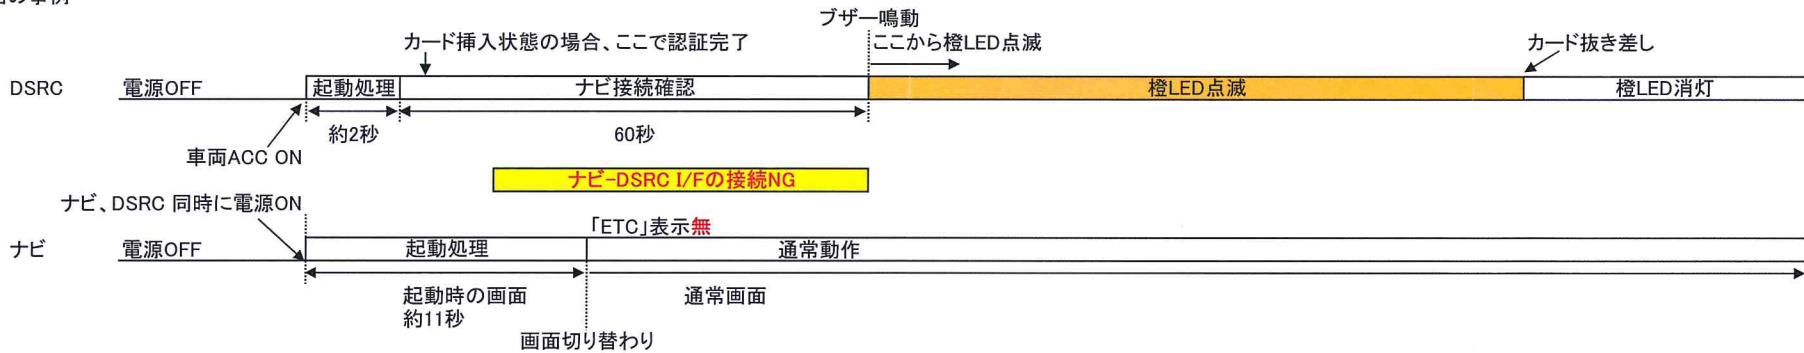 の事例
ブザー鳴動
カード挿入状態の場合、ここで認証完了
ここから橙LED点滅
カード抜き差し
DSRC
電源OFF
起動処理
ナビ接続確認
橙LED点滅
橙LED消灯
約2秒
60秒
車両ACC ON
ナビ-DSRC I/Fの接続NG
ナビ、DSRC 同時に電源ON
「ETC」表示無
ナビ
電源OFF
起動処理
通常動作
起動時の画面
約11秒
通常画面
画面切り替わり